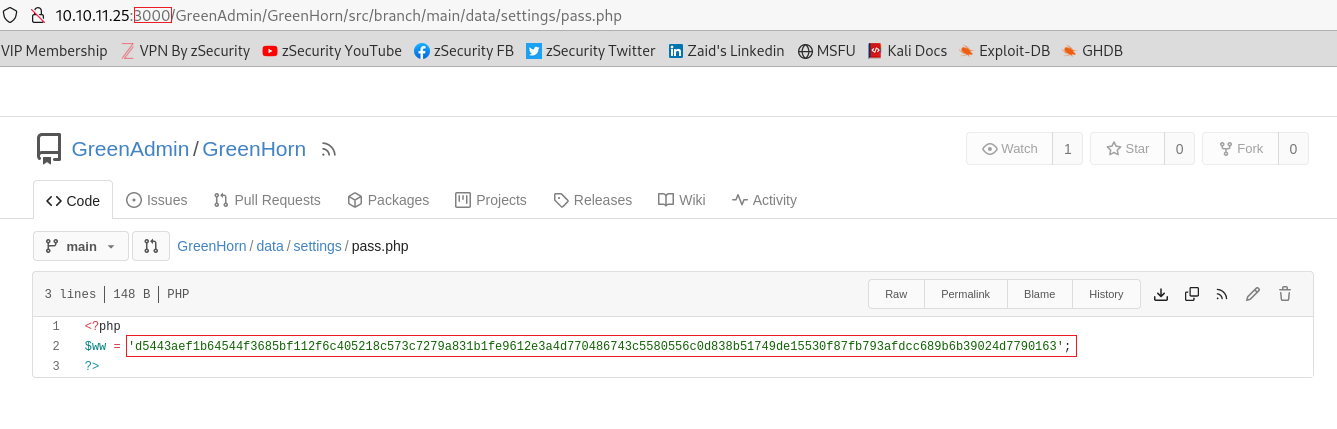 10.10.11.25:3000/GreenAdmin/GreenHorn/src/branch/main/data/settings/pass.php
VIP Membership VPN By zSecurity zSecurity YouTube zSecurity FB zSecurity Twitter Zaid's Linkedin MSFU Kali Docs Exploit-DB GHDB
GreenAdmin / GreenHorn Watch 1 Star 0 Fork 0
Code Issues Pull Requests Packages Projects Releases Wiki Activity
main GreenHorn / data / settings / pass.php
3 lines 148 B PHP Raw Permalink Blame History
1 <?php
2 $ww = 'd5443aef1b64544f3685bf112f6c405218c573c7279a831b1fe9612e3a4d770486743c5580556c0d838b51749de15530f87fb793afdcc689b6b39024d7790163';
3 ?>